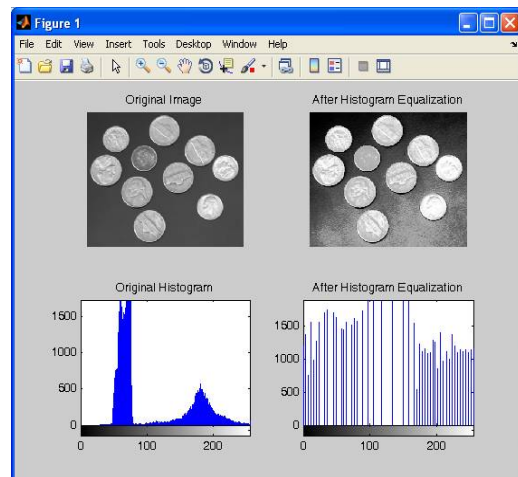 Figure 1
File Edit View Insert Tools Desktop Window Help
Original Image
After Histogram Equalization
Original Histogram
After Histogram Equalization
1500
1000
500
0
0 100 200
1500
1000
500
0
0 100 200